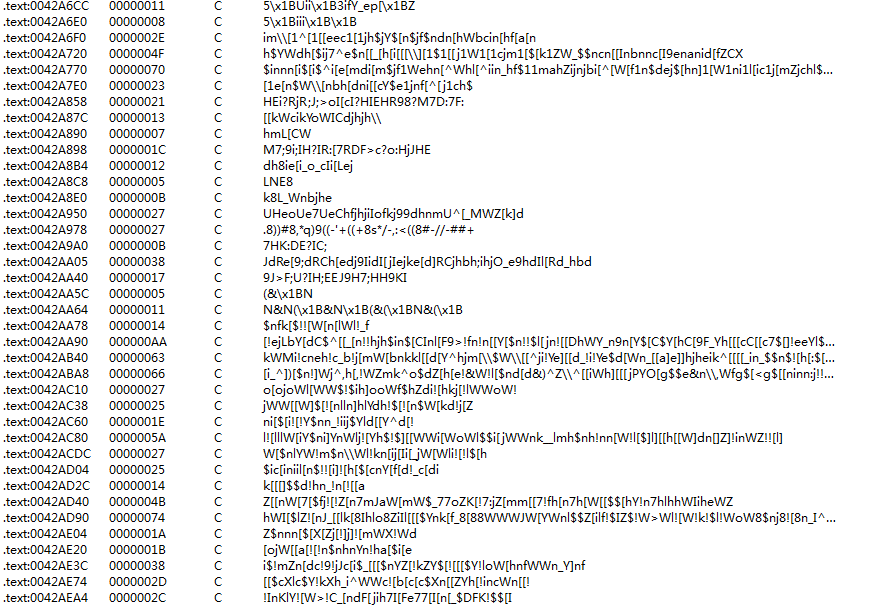 .text:0042A6CC 00000011 C 5\x1BUii\x1B3ifY_ep[\x1BZ
.text:0042A6E0 00000008 C 5\x1Biii\x1B\x1B
.text:0042A6F0 0000002E C im\\[1^[1[[eec1[1jh$jY$[n$jf$ndn[hWbcin[hf[a[n
.text:0042A720 0000004F C h$YWdh[$ij7^e$n[[_[h[i[[[\\][1$1[[j1W1[1cjm1[$[k1ZW_$$ncn[[Inbnnc[I9enanid[fZCX
.text:0042A770 00000070 C $innn[i$[i$^i[e[mdi[m$jf1Wehn[^Whl[^iin_hf$11mahZijnjbi[^[W[f1n$dej$[hn]1[W1ni1l[ic1j[mZjchl$...
.text:0042A7E0 00000023 C [1e[n$W\\[nbh[dni[[cY$e1jnf[^[j1ch$
.text:0042A858 00000021 C HEi?RjR;J;>oI[cI?HIEHR98?M7D:7F:
.text:0042A87C 00000013 C [[kWcikYoWICdjhjh\\
.text:0042A890 00000007 C hmL[CW
.text:0042A898 0000001C C M7;9i;IH?IR:[7RDF>c?o:HjJHE
.text:0042A8B4 00000012 C dh8ie[i_o_cIi[Lej
.text:0042A8C8 00000005 C LNE8
.text:0042A8E0 0000000B C k8L_Wnbjhe
.text:0042A950 00000027 C UHeoUe7UeChfjhjiIofkj99dhnmU^[_MWZ[k]d
.text:0042A978 00000027 C .8))#8,*q)9((-'+((+8s*/-,:<((8#-//-##+
.text:0042A9A0 0000000B C 7HK:DE?IC;
.text:0042AA05 00000038 C JdRe[9;dRCh[edj9IidI[jIejke[d]RCjhbh;ihjO_e9hdIl[Rd_hbd
.text:0042AA40 00000017 C 9J>F;U?IH;EEJ9H7;HH9KI
.text:0042AA5C 00000005 C (&\x1BN
.text:0042AA64 00000011 C N&N(\x1B&N\x1B(&(\x1BN&(\x1B
.text:0042AA78 00000014 C $nfk[$!![W[n[lWl!_f
.text:0042AA90 000000AA C [!ejLbY[dC$^[[_[n!!hjh$in$[CInl[F9>!fn!n[[Y[$n!!$l[jn![[DhWY_n9n[Y$[C$Y[hC[9F_Yh[[[cC[[c7$[]!eeYl$...
.text:0042AB40 00000063 C kWMi!cneh!c_b!j[mW[bnkkl[[d[Y^hjm[\\$W\\[[^ji!Ye][[d_!i!Ye$d[Wn_[[a]e]]hjheik^[[[[_in_$$n$![h[:$[...
.text:0042ABA8 00000066 C [i_^])[$n!]Wj^,h[,!WZmk^o$dZ[h[e!&W!l[$nd[d&)^Z\\^[[iWh][[[jPYO[g$$e&n\\,Wfg$[<g$[[ninn:j!!...
.text:0042AC10 00000027 C o[ojoWl[WW$![$ih]ooWf$hZdi![hkj[!lWWoW!
.text:0042AC38 00000025 C jWW[[W]$[![nlln]hlYdh!$[![n$W[kd!j[Z
.text:0042AC60 0000001E C ni[$[i![!Y$nn_!iij$Yld[[Y^d[!
.text:0042AC80 0000005A C l![lllW[iY$ni]YnWlj![Yh$!$][[WWi[WoWl$$i[jWWnk__lmh$nh!nn[W!l[$]l][[h[[W]dn[]Z]!inWZ!![l]
.text:0042ACDC 00000027 C W[$nlYW!m$n\\Wl!kn[ij[Ii[_jW[Wli![!l$[h
.text:0042AD04 00000025 C $ic[iniil[n$!![i]![h[$[cnY[f[d!_c[di
.text:0042AD2C 00000014 C k[[[]$$d!hn_!n[![[a
.text:0042AD40 0000004B C Z[[nW[7[$fj![!Z[n7mJaW[mW$_77oZK[!7:jZ[mm[[7!fh[n7h[W[[$$[hY!n7hlhhWIiheWZ
.text:0042AD90 00000074 C hWI[$lZ![nJ_[[lk[8Ihlo8ZiIl[[[$Ynk[f_8[88WWWJW[YWnl$$Z[ilf![$IZ$!W>Wl![W!k!$l!WoW8$nj8![8n_I^...
.text:0042AE04 0000001A C Z$nnn[$[X[Zj[!]j]![mWX!Wd
.text:0042AE20 0000001B C [ojW[[a[![!n$nhnYn!ha[$i[e
.text:0042AE3C 00000038 C i$!mZn[dc!9!jJc[i$_[[[$nYZ[!kZY$[![[[$Y!loW[hnfWWn_Y]nf
.text:0042AE74 0000002D C [[$cXlc$Y!kXh_i^WWc![b[c[c$Xn[[ZYh[!incWn[[!
.text:0042AEA4 0000002C C !InKlY![W>!C_[ndF[jih7I[Fe77[I[n[_$DFK!$$[I